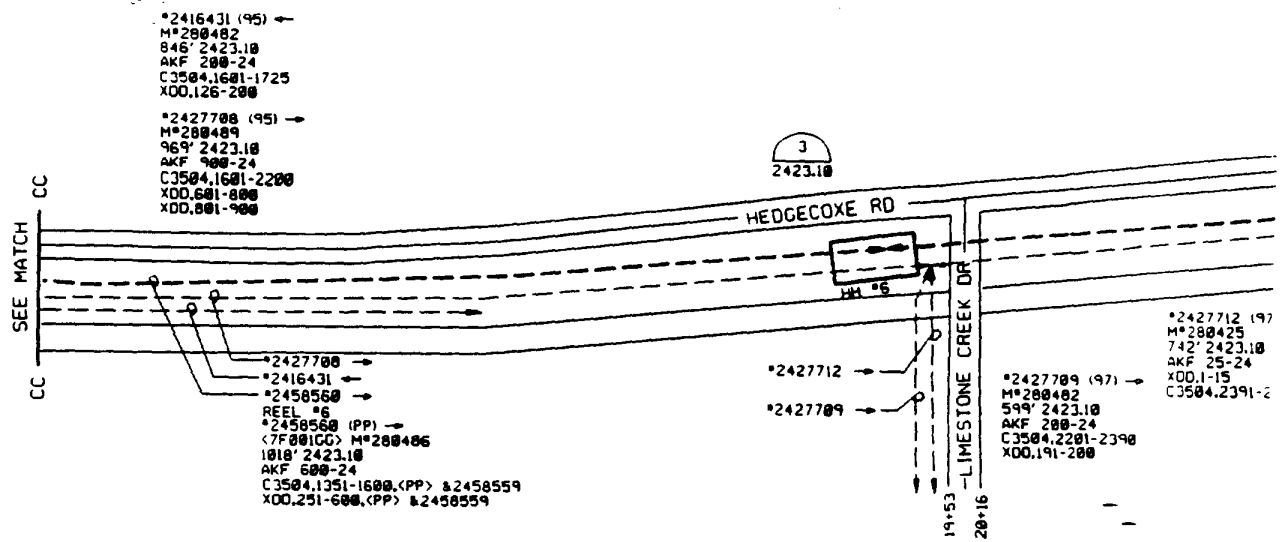 *2416431 (95) ←
M*280482
846' 2423.10
AKF 200-24
C3504,1601-1725
XDD,126-200
*2427708 (95) →
M*280489
969' 2423.10
AKF 900-24
C3504,1601-2200
XDD,601-800
XDD,801-900
3
2423.10
SEE MATCH
CC
CC
HEDGECOXE RD
HH *6
LIMESTONE CREEK DR
*2427708 →
*2416431 ←
*2458560 →
REEL *6
*2458560 (PP) →
<7F001GG> M*280486
1018' 2423.10
AKF 600-24
C3504,1351-1600,<PP> &2458559
XDD,251-600,<PP> &2458559
*2427712 →
*2427709 →
*2427709 (97) →
M*280482
599' 2423.10
AKF 200-24
C3504,2201-2390
XDD,191-200
*2427712 (97
M*280425
742' 2423.10
AKF 25-24
XDD,1-15
C3504,2391-2
19+53
20+16